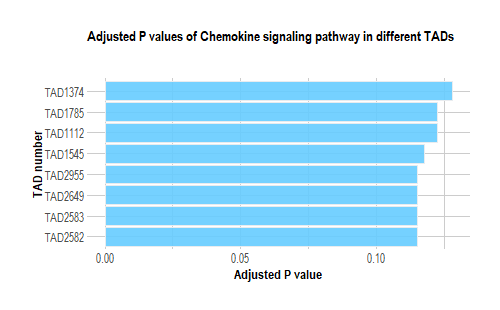 Adjusted P values of Chemokine signaling pathway in different TADs
TAD number
TAD1374
TAD1785
TAD1112
TAD1545
TAD2955
TAD2649
TAD2583
TAD2582
0.00 0.05 0.10
Adjusted P value